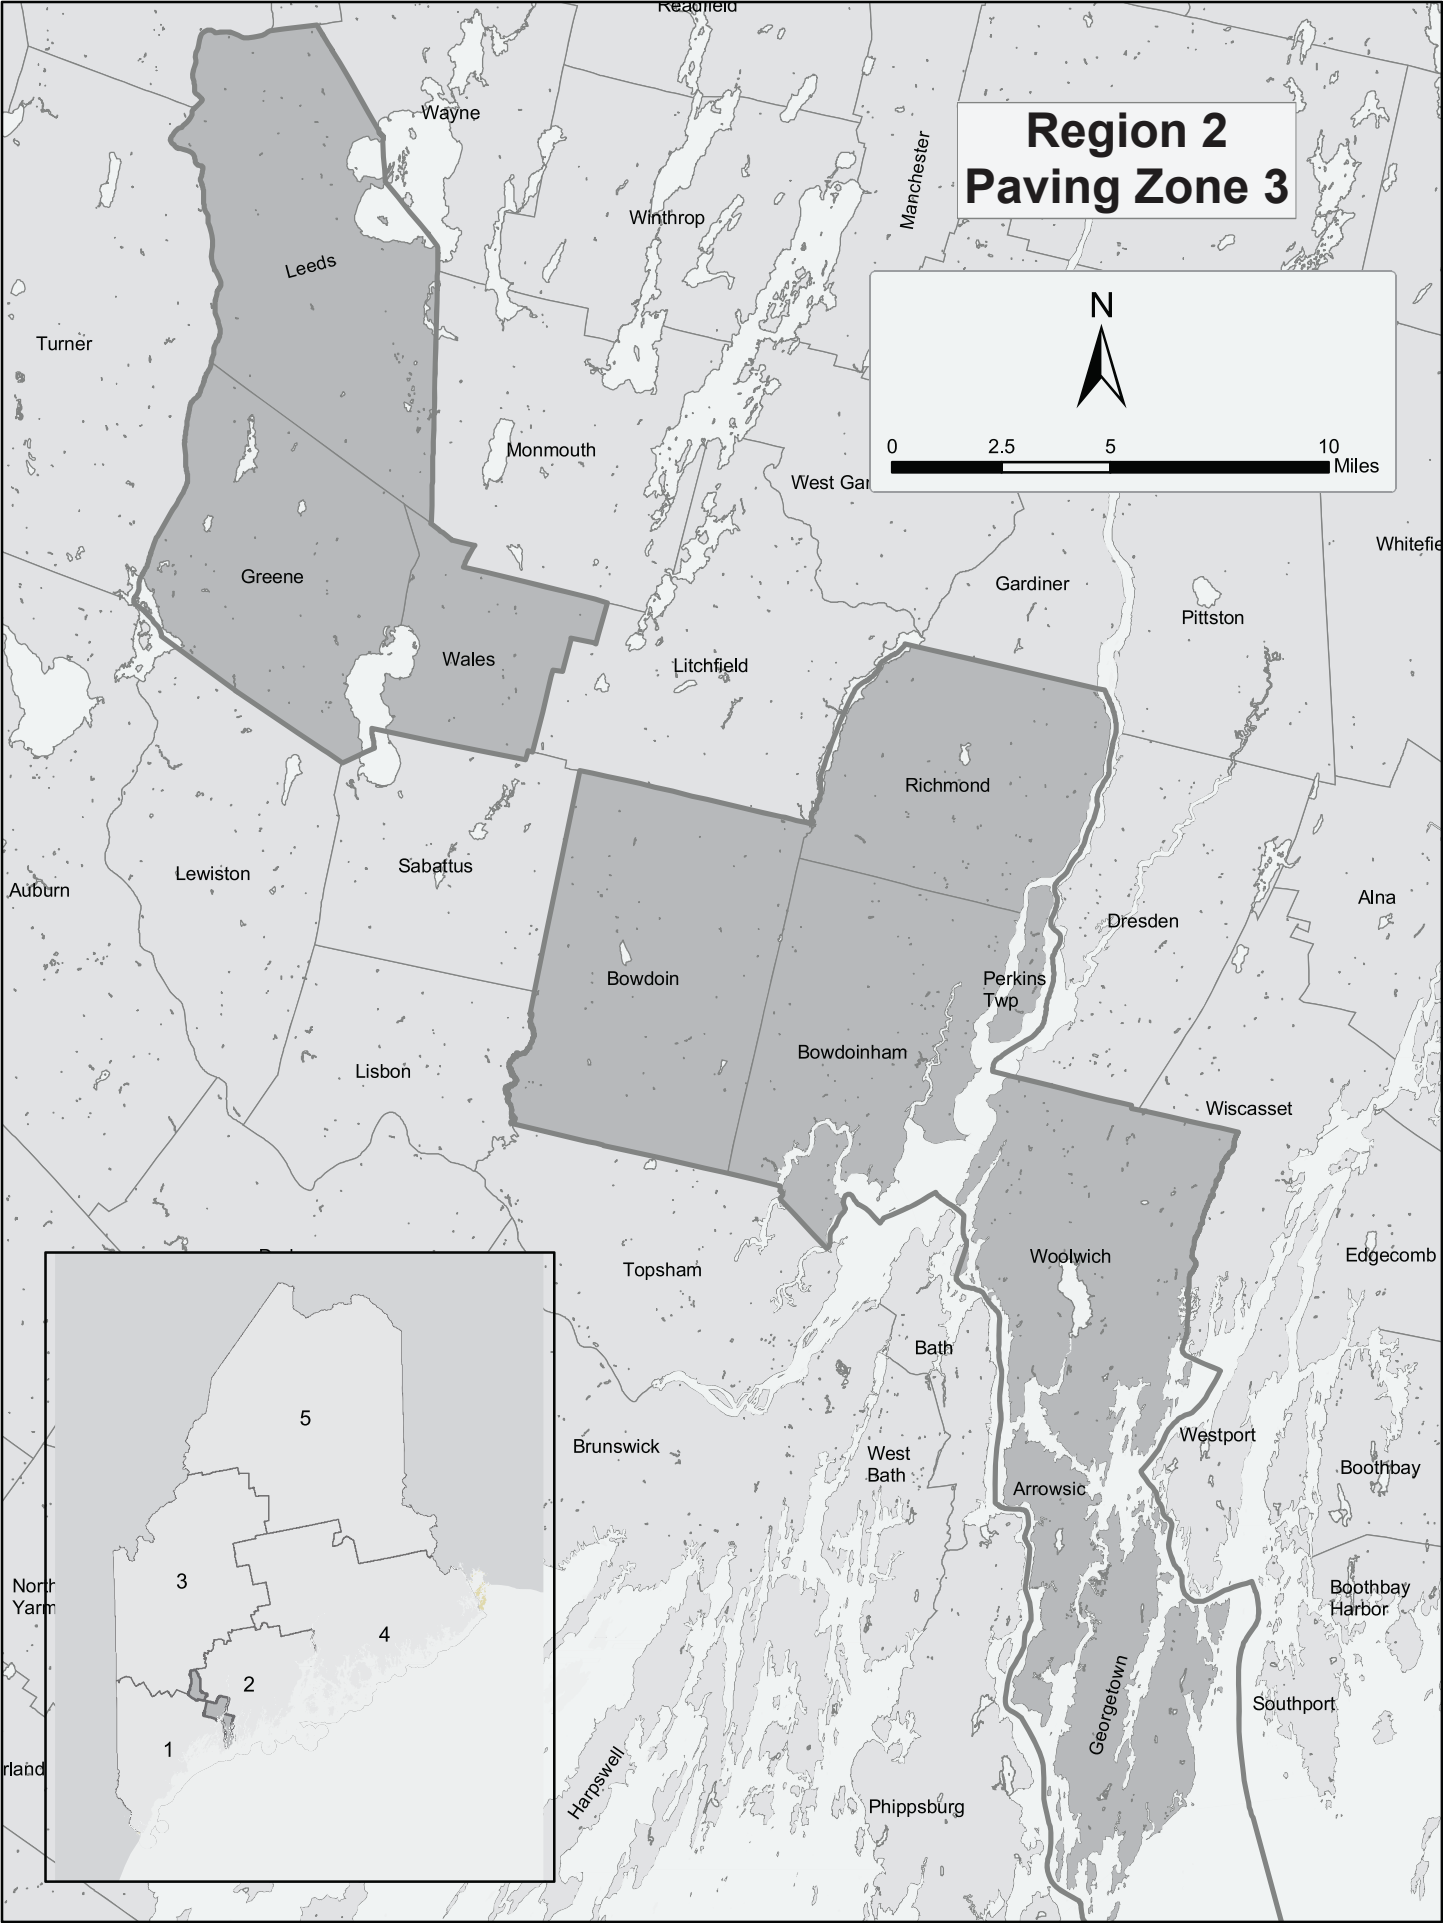 Readfield
Wayne
Region 2
Paving Zone 3
Manchester
Winthrop
Leeds
N
Turner
0 2.5 5 10
Miles
Monmouth
West Gar
Whitefie
Greene
Gardiner
Pittston
Wales
Litchfield
Richmond
Sabattus
Lewiston
Auburn
Alna
Dresden
Bowdoin
Perkins
Twp
Bowdoinham
Lisbon
Wiscasset
Woolwich
Edgecomb
Topsham
Bath
5
Westport
Brunswick
West
Bath
Boothbay
Arrowsic
3
North
Yarm
Boothbay
Harbor
4
2
Georgetown
Southport
1
rland
Harpswell
Phippsburg